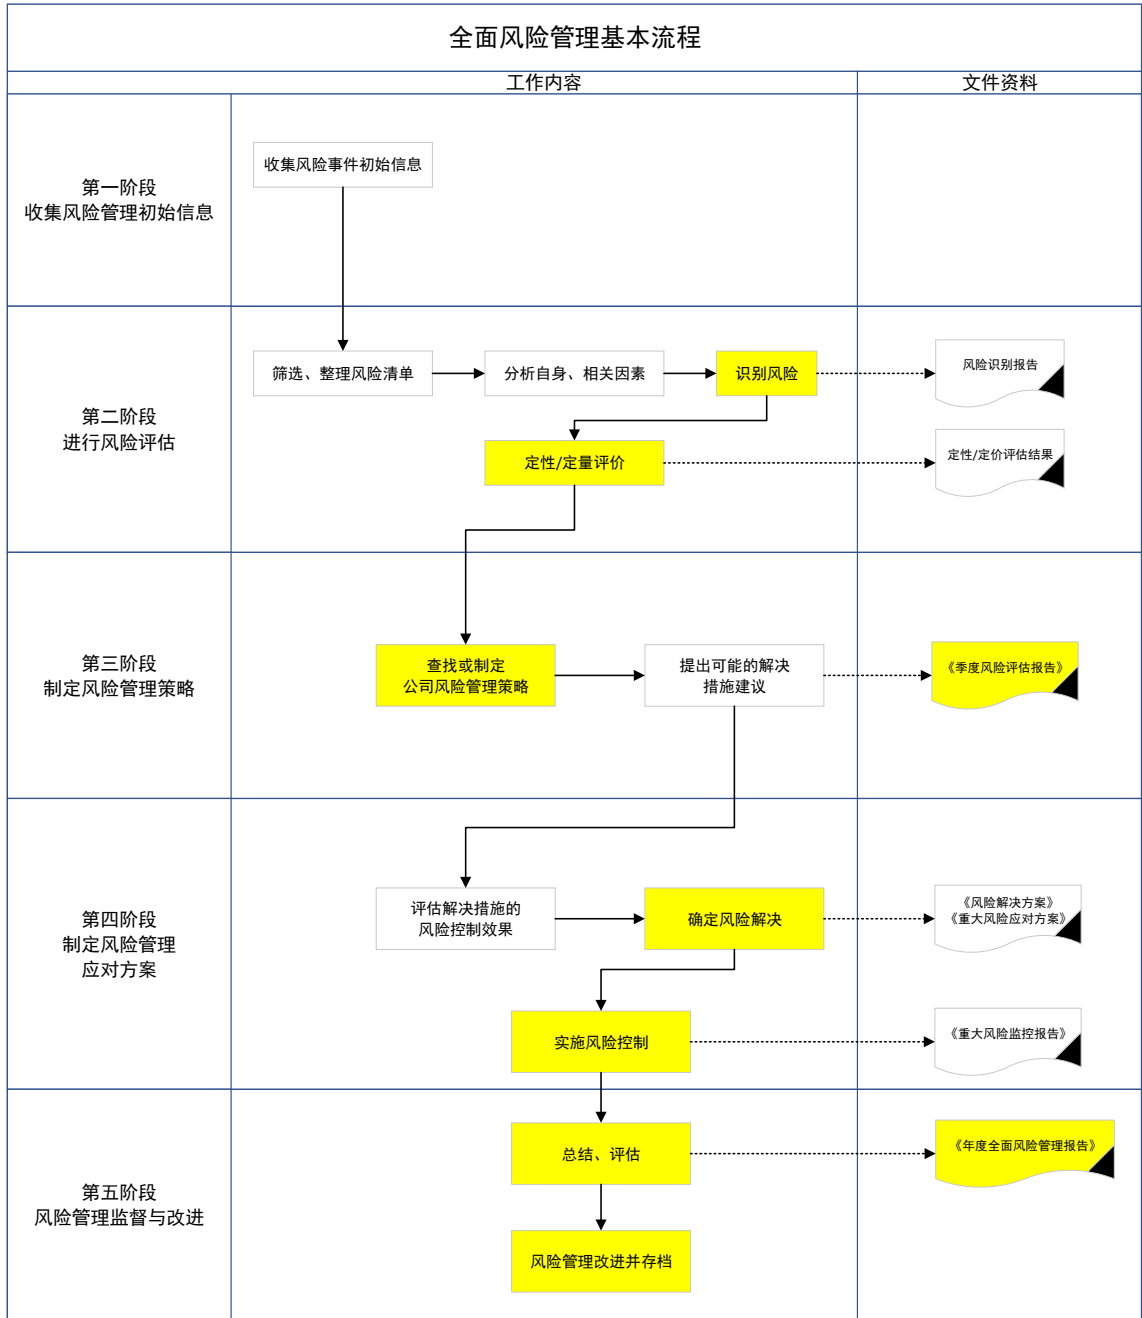 全面风险管理基本流程
工作内容
文件资料
第一阶段
收集风险管理初始信息
收集风险事件初始信息
第二阶段
进行风险评估
筛选、整理风险清单
分析自身、相关因素
识别风险
风险识别报告
定性/定量评价
定性/定价评估结果
第三阶段
制定风险管理策略
查找或制定
公司风险管理策略
提出可能的解决
措施建议
《季度风险评估报告》
第四阶段
制定风险管理
应对方案
评估解决措施的
风险控制效果
确定风险解决
《风险解决方案》
《重大风险应对方案》
实施风险控制
《重大风险监控报告》
第五阶段
风险管理监督与改进
总结、评估
《年度全面风险管理报告》
风险管理改进并存档